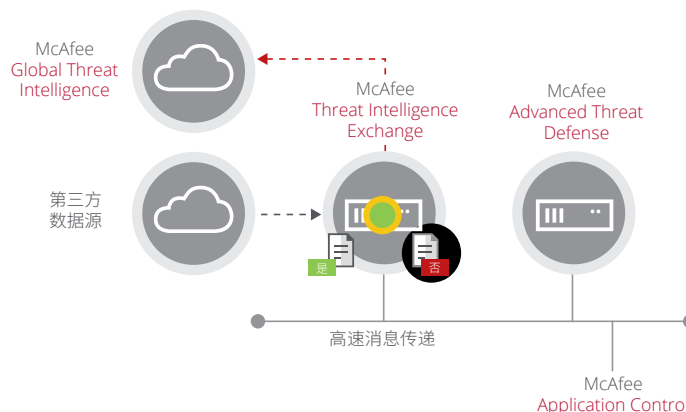 McAfee
Global Threat
Intelligence
McAfee
Threat Intelligence
Exchange
McAfee
Advanced Threat
Defense
第三方
数据源
是
否
高速消息传递
McAfee
Application Contro